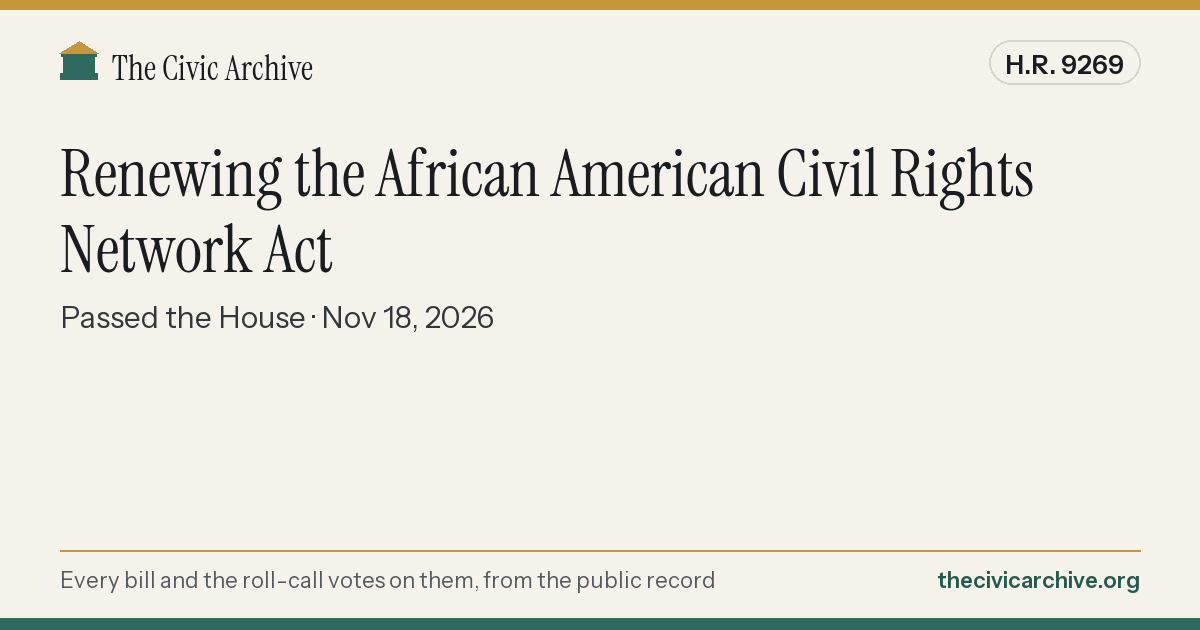 The Civic Archive
H.R. 9269
Renewing the African American Civil Rights
Network Act
Passed the House · Nov 18, 2026
Every bill and the roll-call votes on them, from the public record
thecivicarchive.org